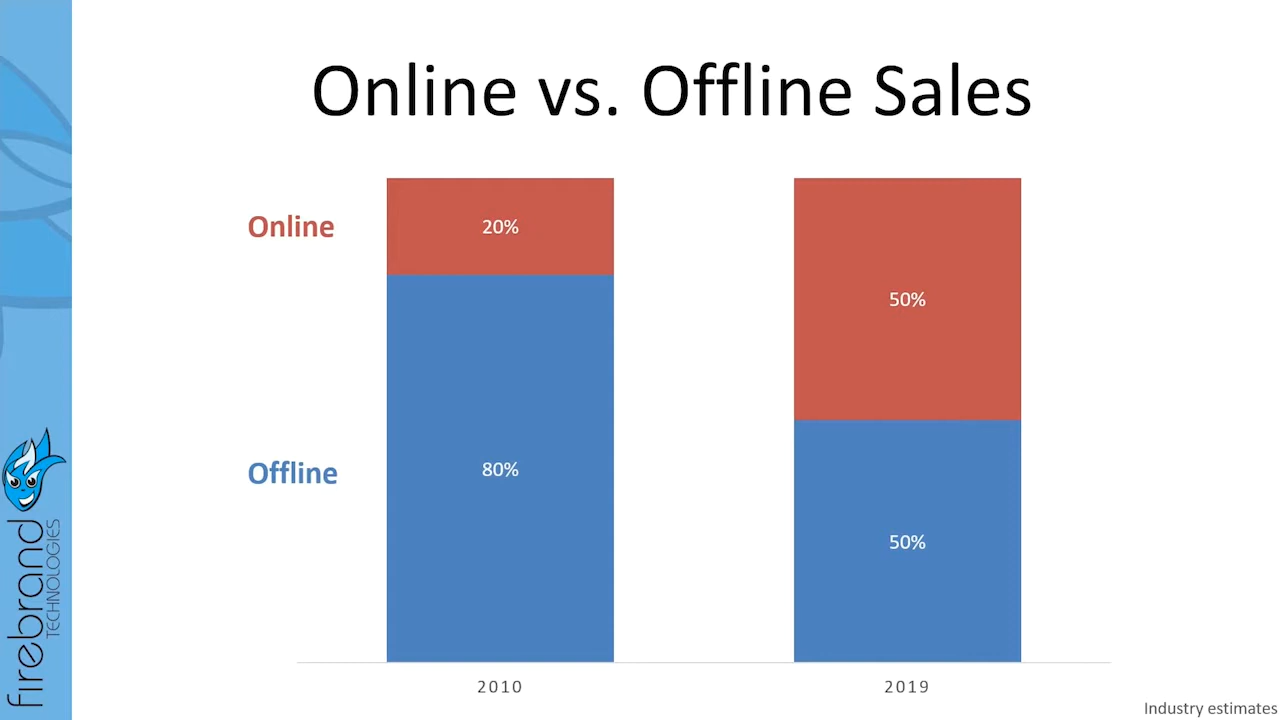 Online vs. Offline Sales
Online
20%
50%
Offline
80%
50%
2010
2019
Industry estimates
firebrand
TECHNOLOGIES